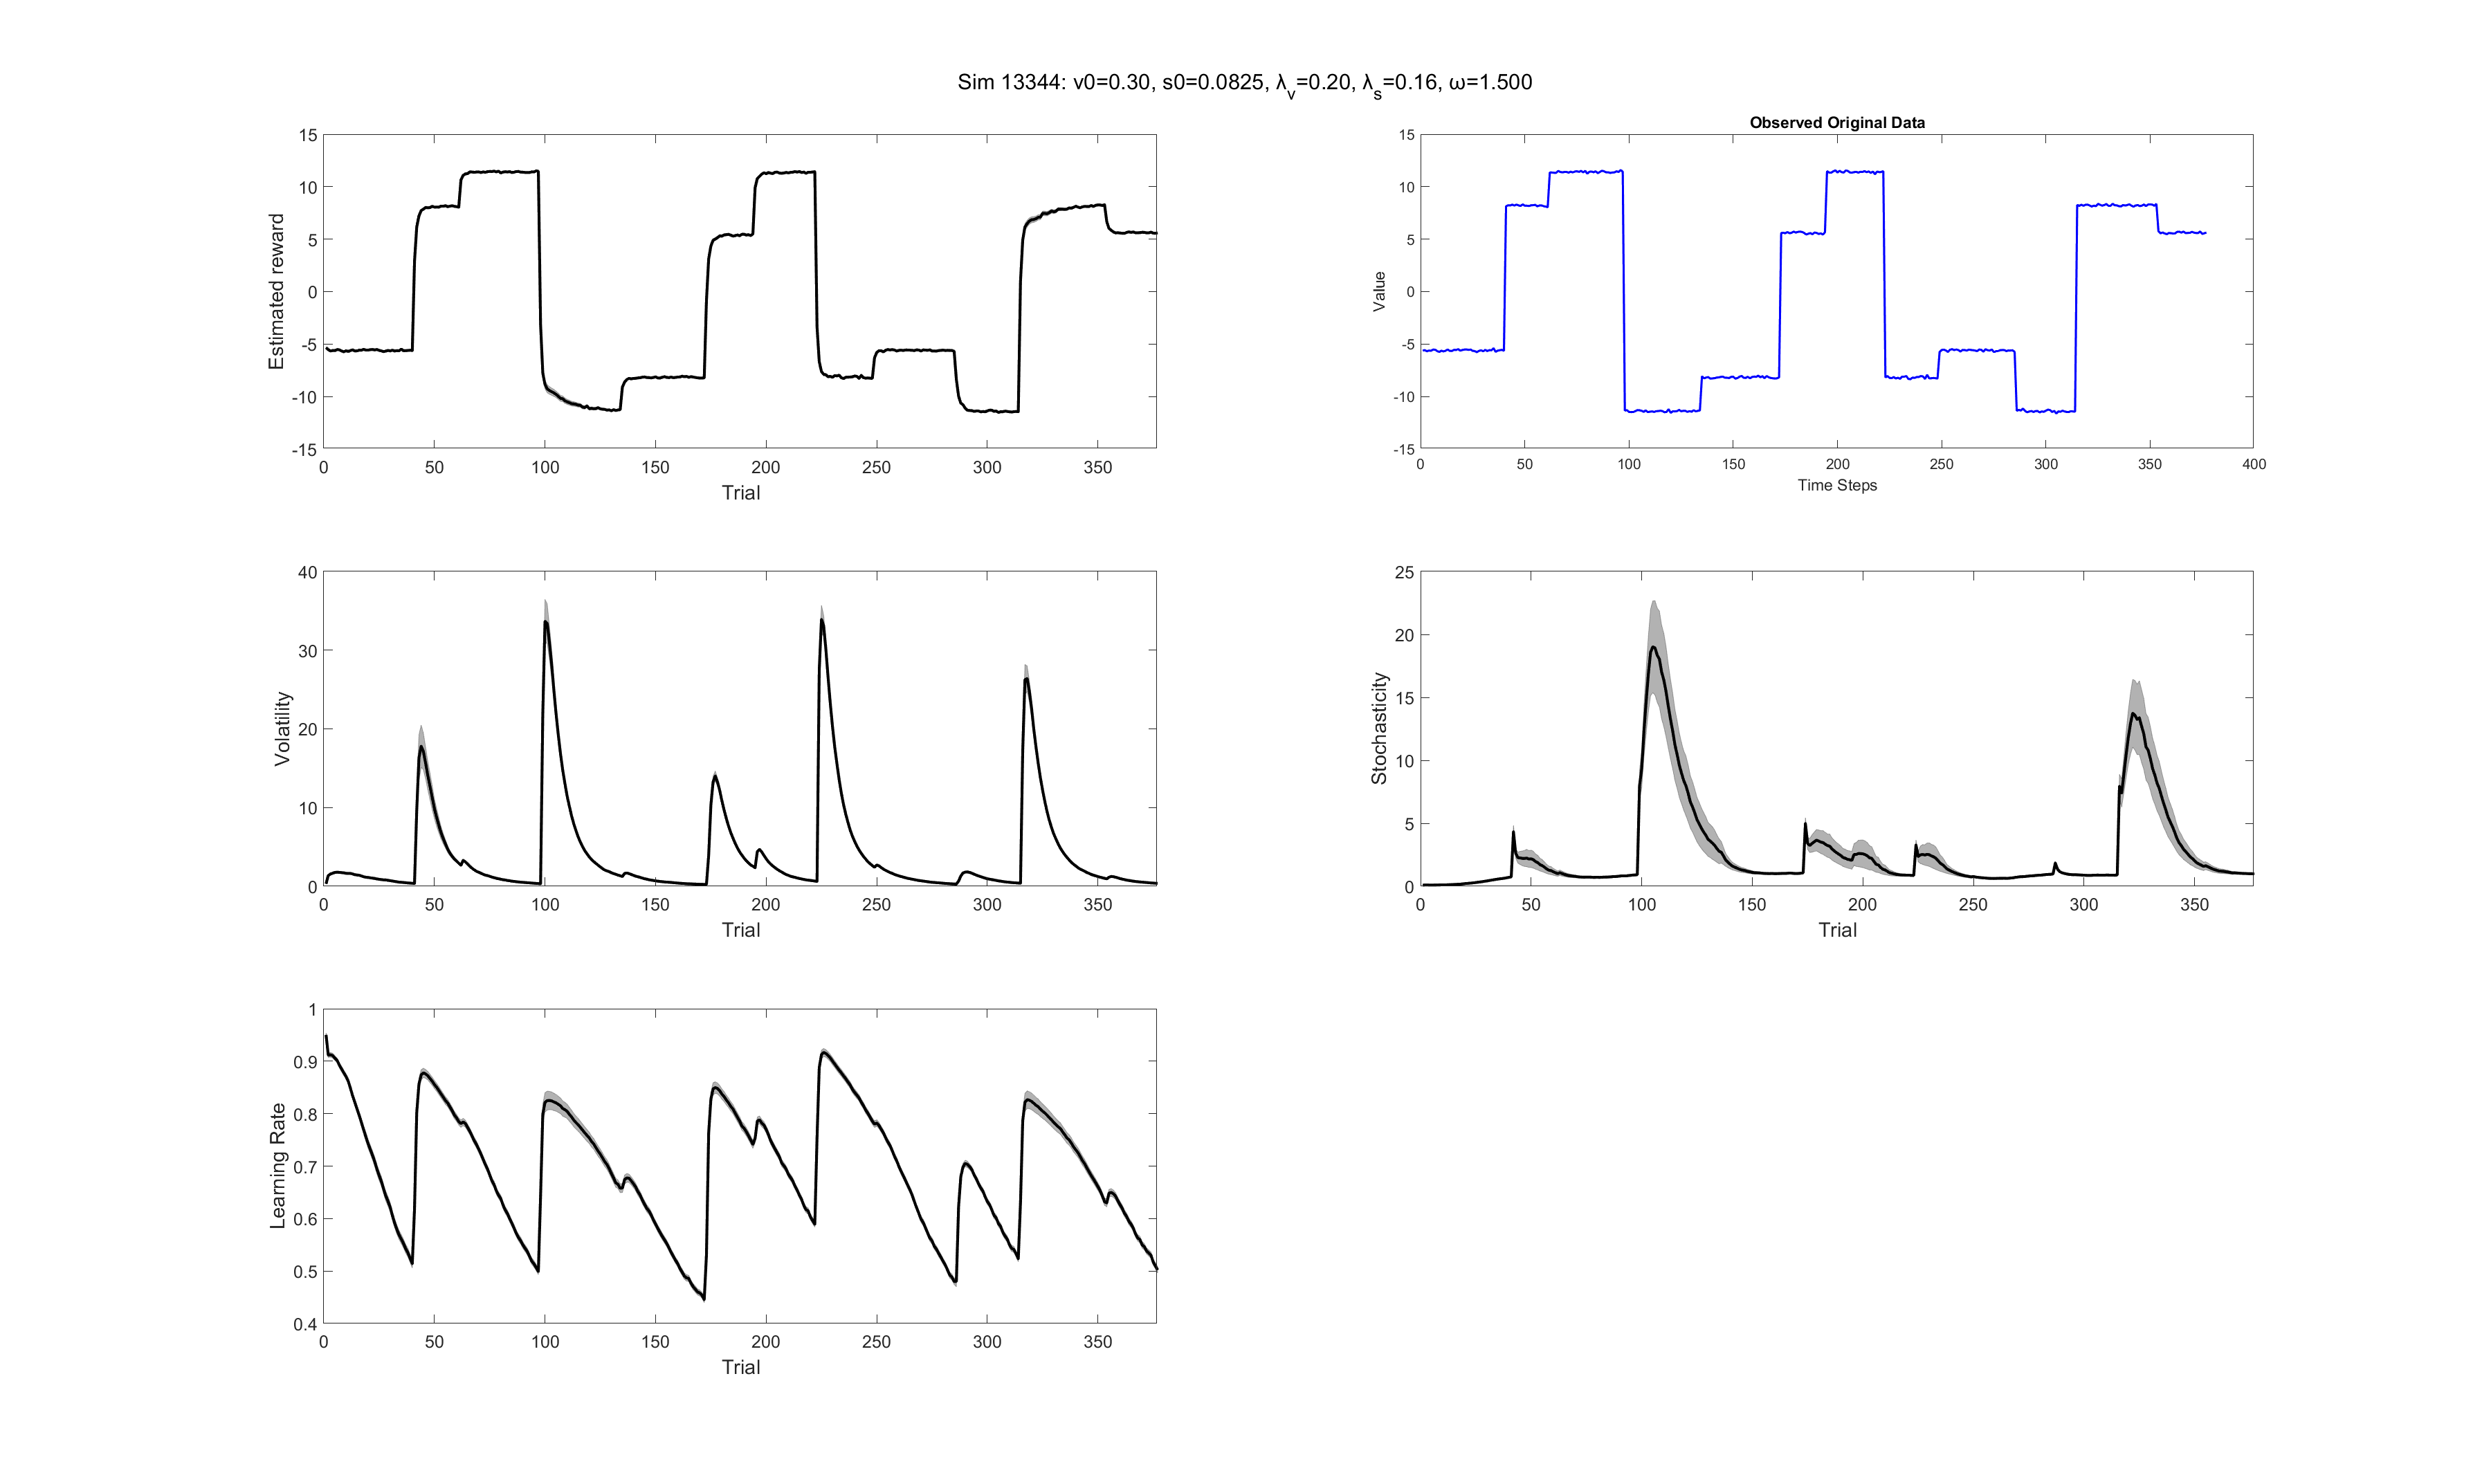 Sim 13344: v0=0.30, s0=0.0825, λv=0.20, λs=0.16, ω=1.500
Estimated reward
15
10
5
0
-5
-10
-15
0 50 100 150 200 250 300 350
Trial
Observed Original Data
Value
15
10
5
0
-5
-10
-15
0 50 100 150 200 250 300 350 400
Time Steps
Volatility
40
30
20
10
0
0 50 100 150 200 250 300 350
Trial
Stochasticity
25
20
15
10
5
0
0 50 100 150 200 250 300 350
Trial
Learning Rate
1
0.9
0.8
0.7
0.6
0.5
0.4
0 50 100 150 200 250 300 350
Trial